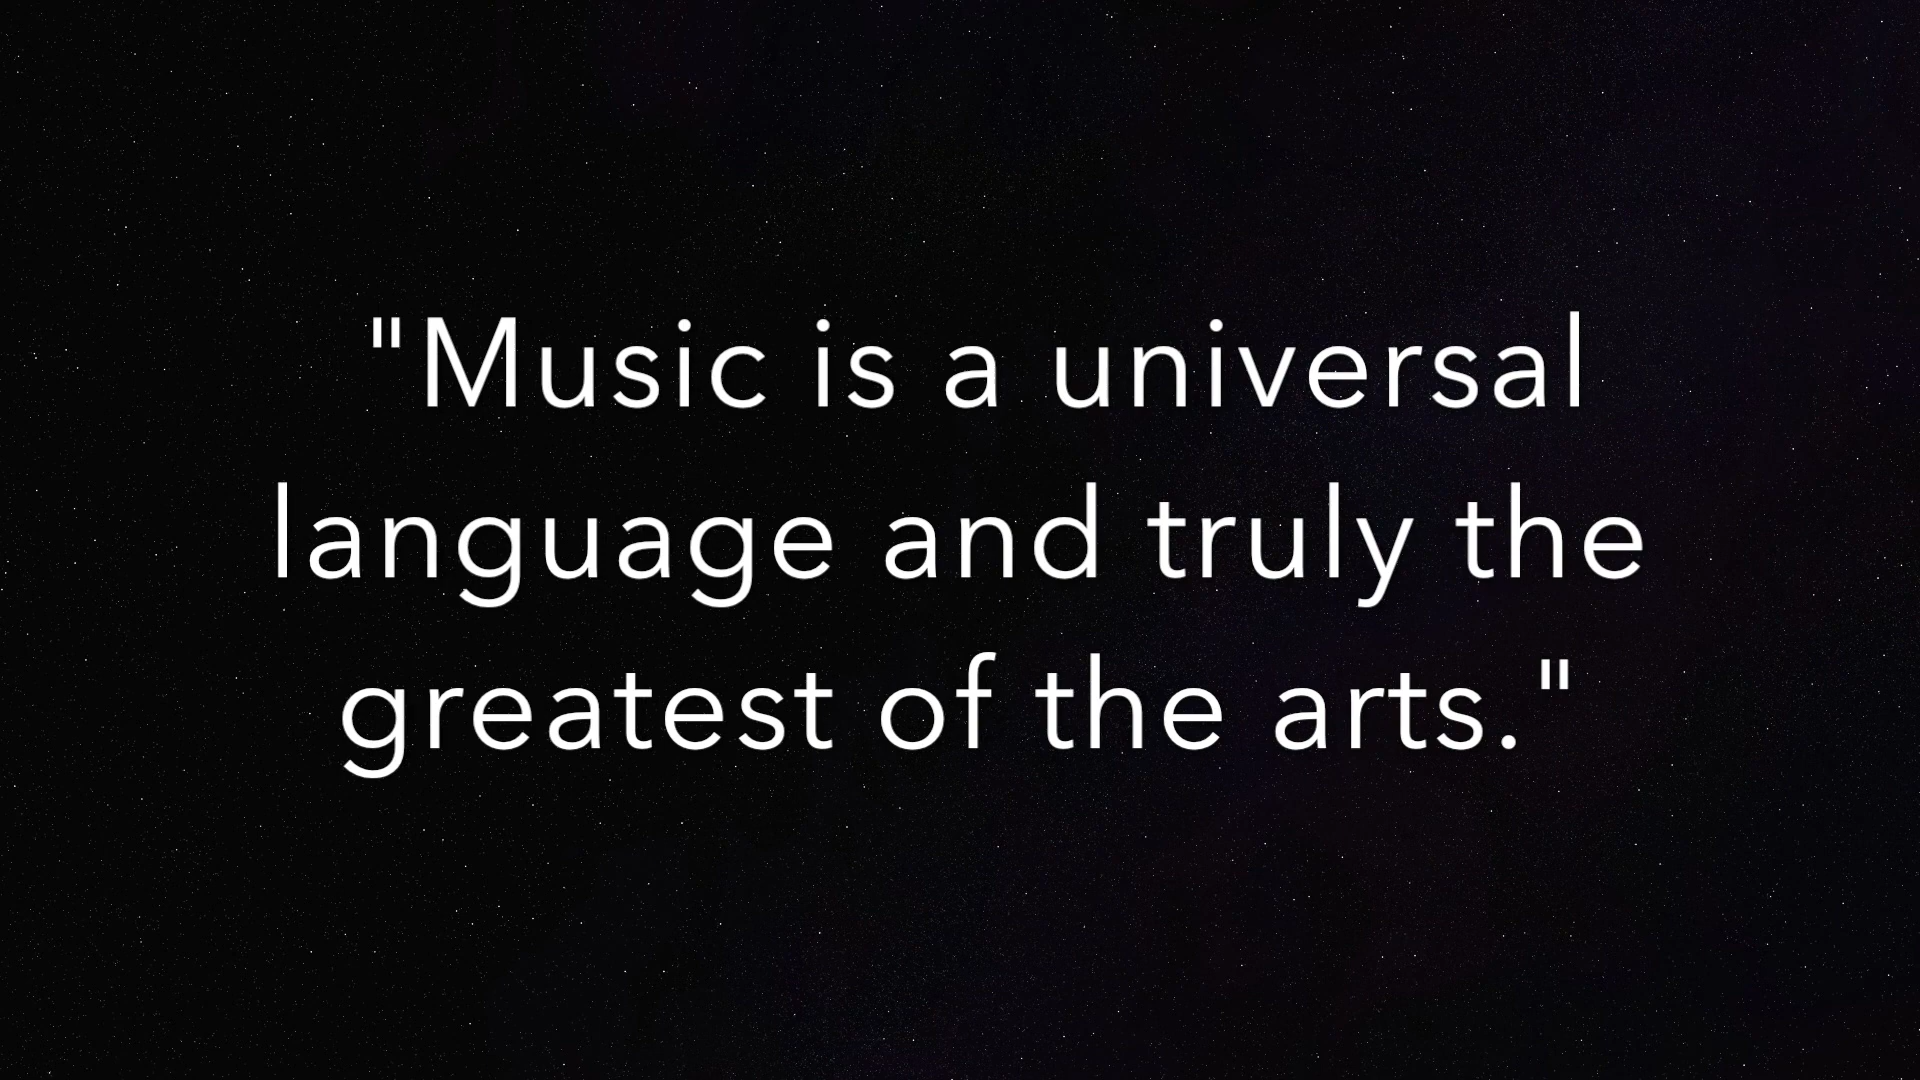 "Music is a universal
language and truly the
greatest of the arts."